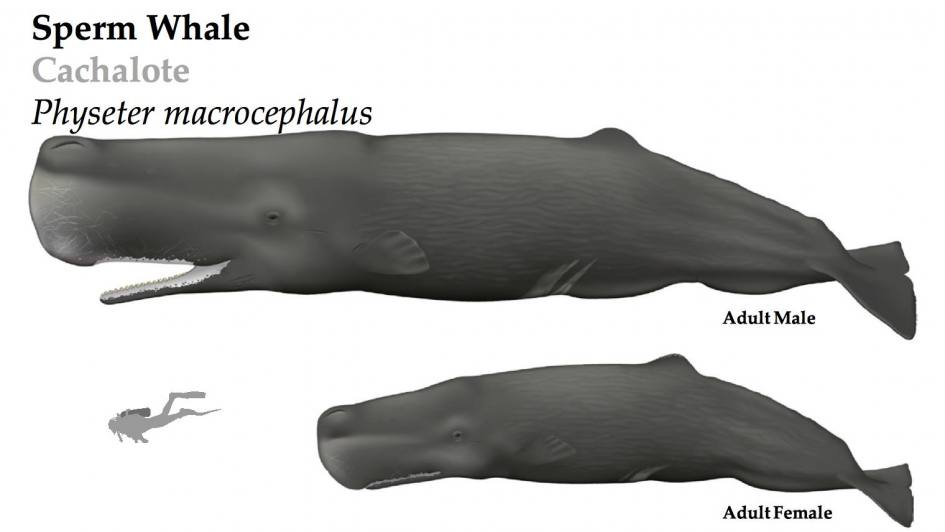 Sperm Whale
Cachalote
Physeter macrocephalus
Adult Male
Adult Female